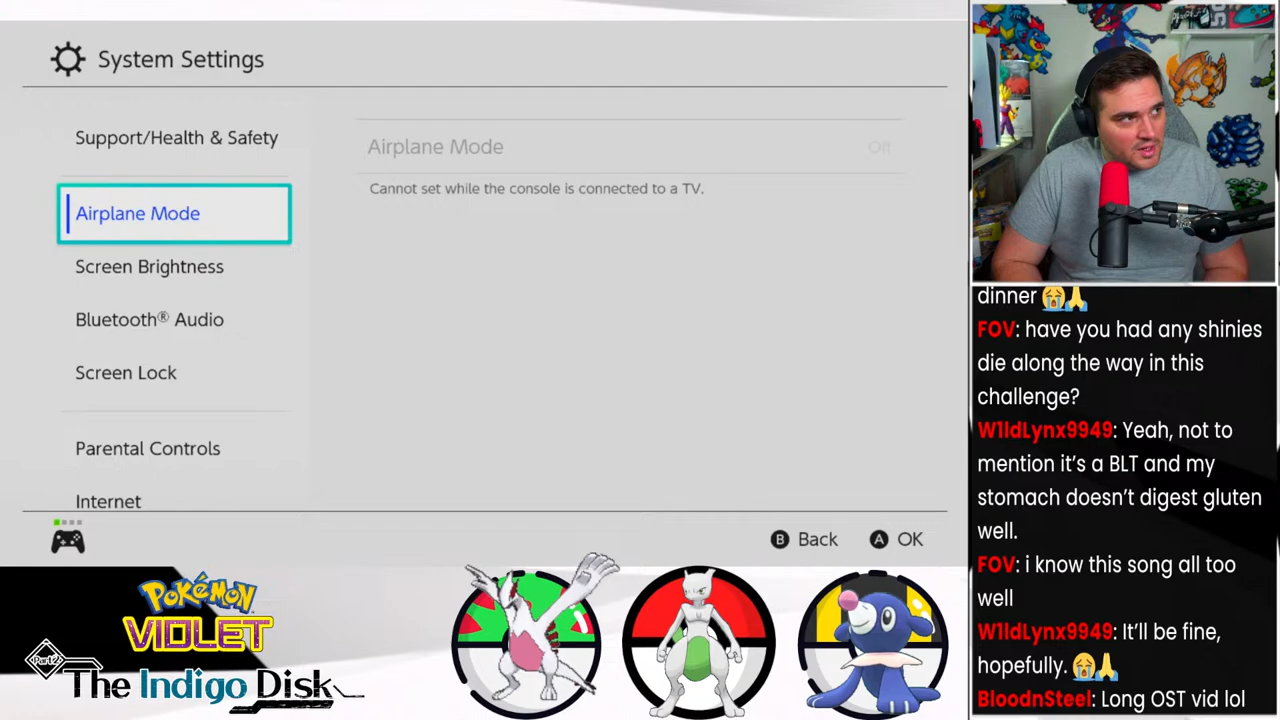 System Settings
Support/Health & Safety
Airplane Mode
Screen Brightness
Bluetooth® Audio
Screen Lock
Parental Controls
Internet
Airplane Mode Off
Cannot set while the console is connected to a TV.
B Back A OK
POKÉMON
VIOLET
Part 2
The Indigo Disk
dinner 😭🙏
FOV: have you had any shinies
die along the way in this
challenge?
W1ldLynx9949: Yeah, not to
mention it's a BLT and my
stomach doesn't digest gluten
well.
FOV: i know this song all too
well
W1ldLynx9949: It'll be fine,
hopefully. 😭🙏
BloodnSteel: Long OST vid lol